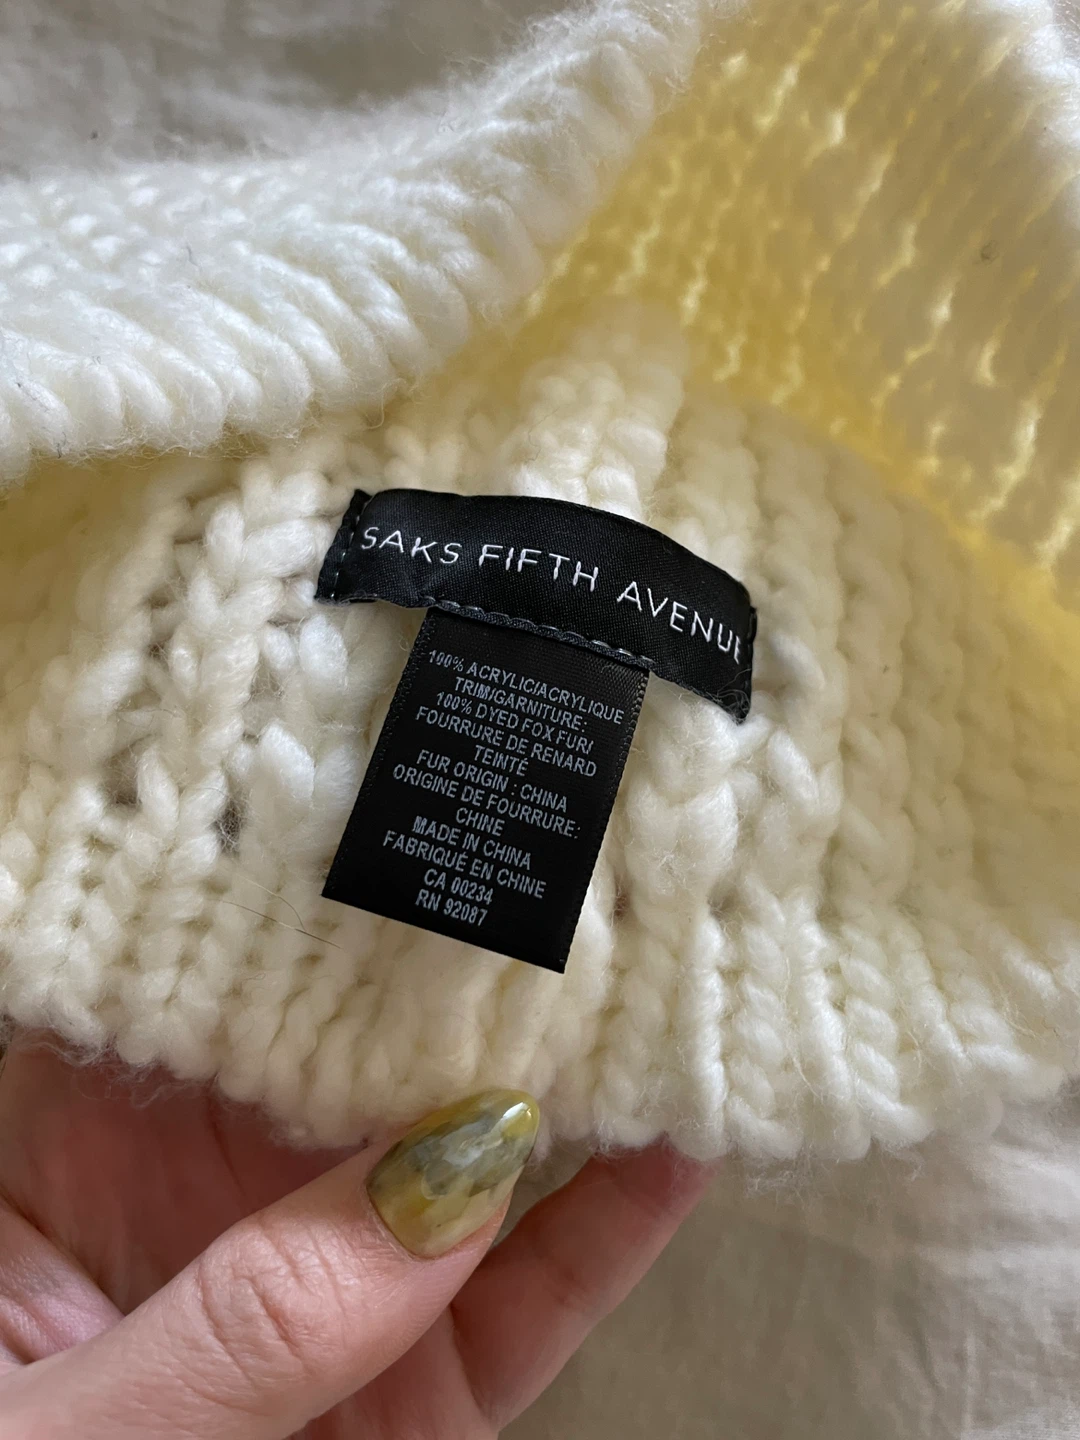 SAKS FIFTH AVENUE
100% ACRYLIC/ACRYLIQUE
TRIM/GARNITURE:
100% DYED FOX FUR/
FOURRURE DE RENARD
TEINTÉ
FUR ORIGIN : CHINA
ORIGINE DE FOURRURE:
CHINE
MADE IN CHINA
FABRIQUÉ EN CHINE
CA 00234
RN 92087